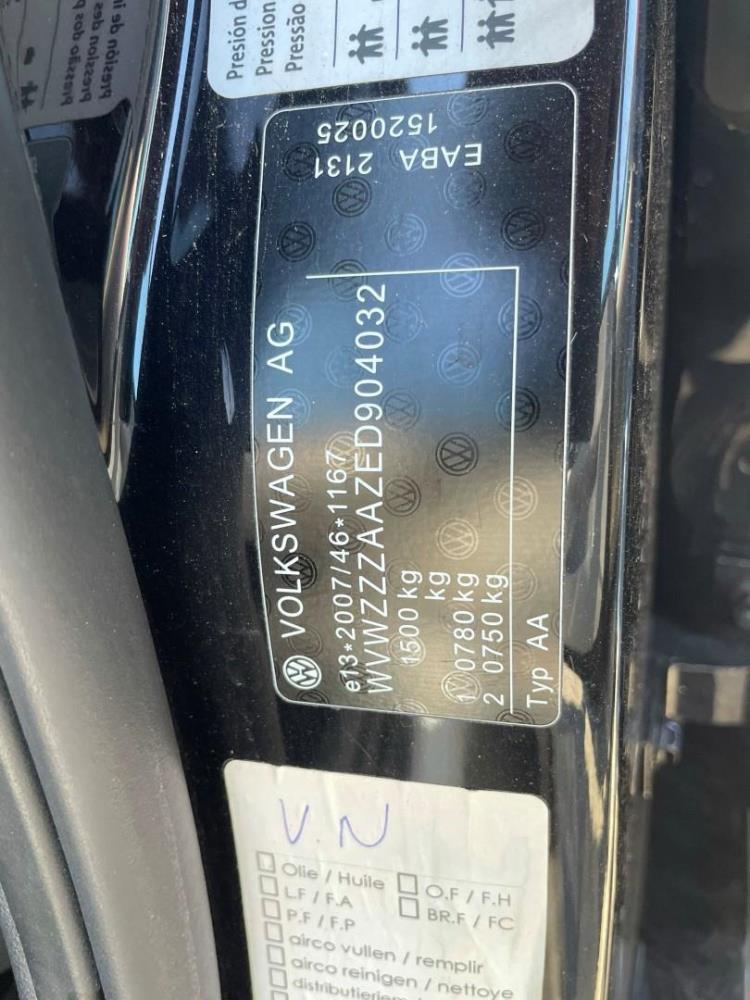 Presión d
Pression
Pressão
EABA 2131
1520025
VOLKSWAGEN AG
e13*2007/46*1167
WVWZZZAAZED904032
1500 kg
kg
1 0780 kg
2 0750 kg
Typ AA
V.N
Olie / Huile
O.F / F.H
L.F / F.A
BR.F / FC
P.F / F.P
airco vullen / remplir
airco reinigen / nettoye